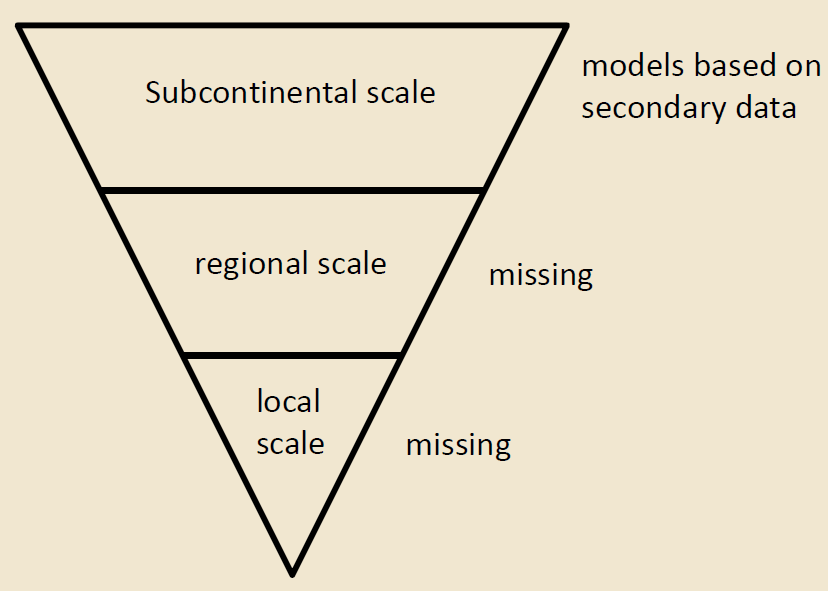 Subcontinental scale
models based on
secondary data
regional scale
missing
local
scale
missing